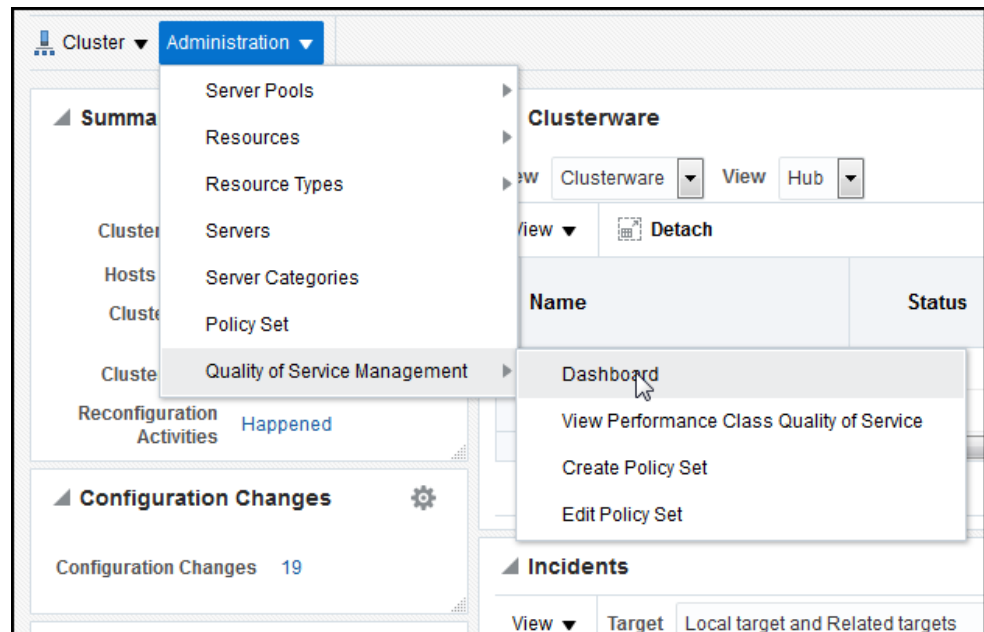 Cluster Administration
Server Pools
Resources
Resource Types
Servers
Server Categories
Policy Set
Quality of Service Management
Dashboard
View Performance Class Quality of Service
Create Policy Set
Edit Policy Set
Summa
Cluster
Hosts
Cluste
Cluste
Reconfiguration
Activities
Happened
Configuration Changes
Configuration Changes 19
Clusterware
ew Clusterware View Hub
View Detach
Name Status
Incidents
View Target Local target and Related targets